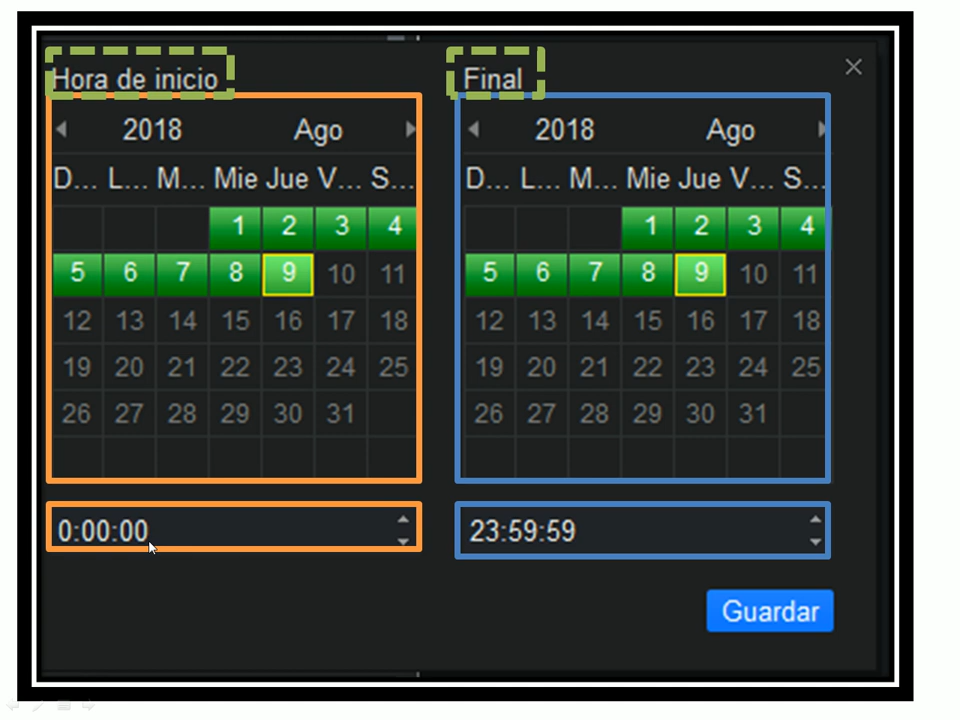 Hora de inicio
2018 Ago
D... L... M... Mie Jue V... S...
1 2 3 4
5 6 7 8 9 10 11
12 13 14 15 16 17 18
19 20 21 22 23 24 25
26 27 28 29 30 31
0:00:00
Final
2018 Ago
D... L... M... Mie Jue V... S...
1 2 3 4
5 6 7 8 9 10 11
12 13 14 15 16 17 18
19 20 21 22 23 24 25
26 27 28 29 30 31
23:59:59
Guardar